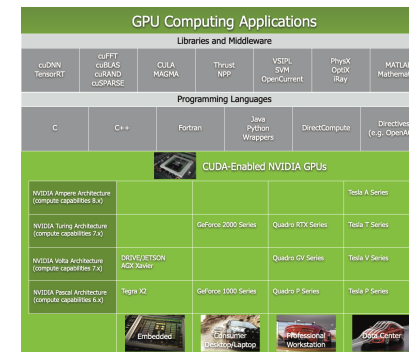 GPU Computing Applications
Libraries and Middleware
cuDNN
TensorRT
cuFFT
cuBLAS
cuRAND
cuSPARSE
CULA
MAGMA
Thrust
NPP
VSIPL
SVM
OpenCurrent
PhysX
OptiX
iRay
MATLA
Mathemat
Programming Languages
C
C++
Fortran
Java
Python
Wrappers
DirectCompute
Directives
(e.g. OpenA
CUDA-Enabled NVIDIA GPUs
NVIDIA Ampere Architecture
(compute capabilities 8.x)
Tesla A Series
NVIDIA Turing Architecture
(compute capabilities 7.x)
GeForce 2000 Series
Quadro RTX Series
Tesla T Series
NVIDIA Volta Architecture
(compute capabilities 7.x)
DRIVE/JETSON
AGX Xavier
Quadro GV Series
Tesla V Series
NVIDIA Pascal Architecture
(compute capabilities 6.x)
Tegra X2
GeForce 1000 Series
Quadro P Series
Tesla P Series
Embedded
Consumer
Desktop/Laptop
Professional
Workstation
Data Center